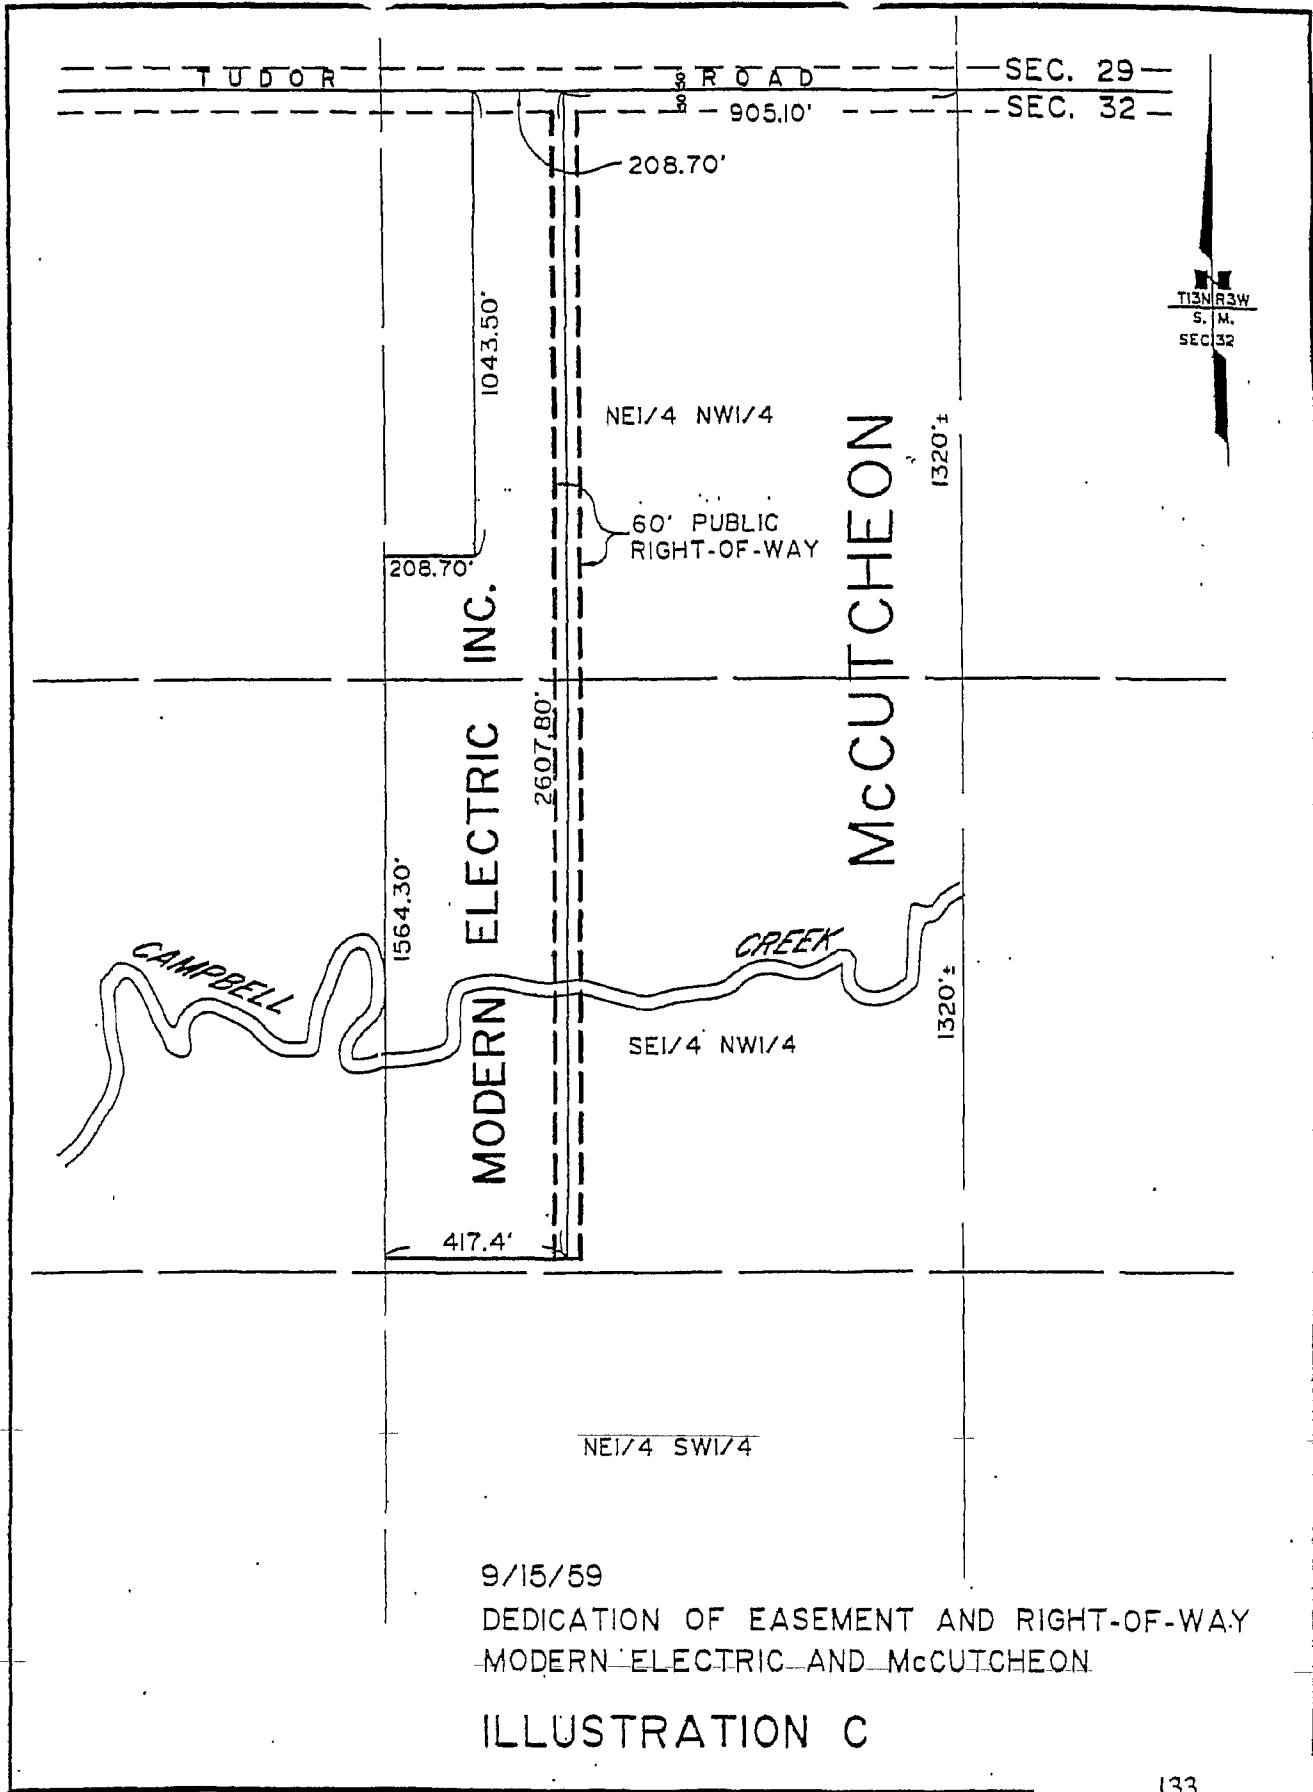 TUDOR ROAD
SEC. 29
SEC. 32
50
50
905.10'
208.70'
1043.50'
T13N R3W
S. M.
SEC 32
NE1/4 NW1/4
1320'±
60' PUBLIC
RIGHT-OF-WAY
208.70'
MODERN ELECTRIC INC.
McCUTCHEON
2607.80'
1564.30'
CAMPBELL CREEK
1320'±
SE1/4 NW1/4
417.4'
NE1/4 SW1/4
9/15/59
DEDICATION OF EASEMENT AND RIGHT-OF-WAY
MODERN ELECTRIC AND McCUTCHEON
ILLUSTRATION C
133